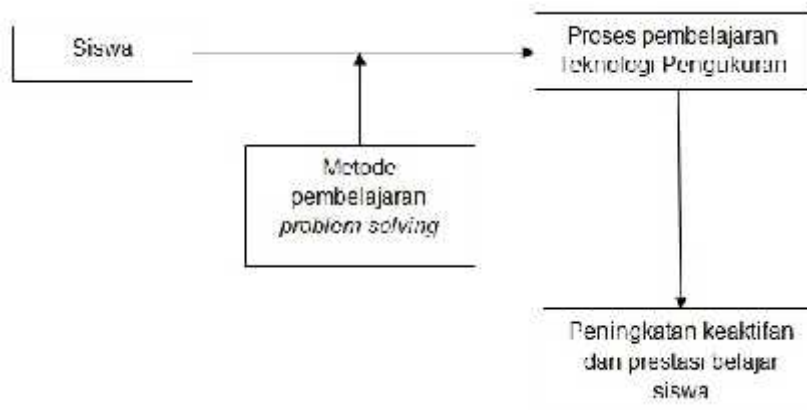 Siswa
Proses pembelajaran
Teknologi Pengukuran
Metode
pembelajaran
problem solving
Peningkatan keaktifan
dan prestasi belajar
siswa